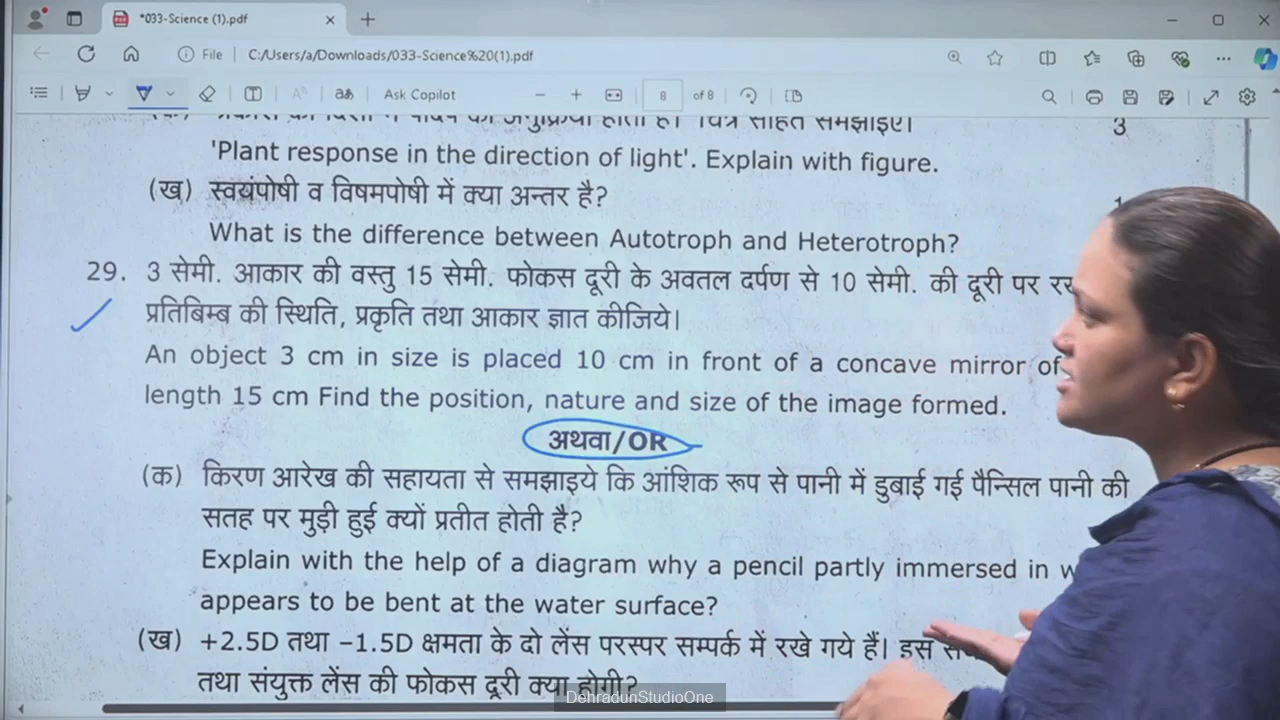 *033-Science (1).pdf
File C:/Users/a/Downloads/033-Science%20(1).pdf
Ask Copilot 8 of 8
चित्र सहित समझाइए। 3
'Plant response in the direction of light'. Explain with figure.
(ख) स्वयंपोषी व विषमपोषी में क्या अन्तर है?
What is the difference between Autotroph and Heterotroph?
29. 3 सेमी. आकार की वस्तु 15 सेमी. फोकस दूरी के अवतल दर्पण से 10 सेमी. की दूरी पर
प्रतिबिम्ब की स्थिति, प्रकृति तथा आकार ज्ञात कीजिये।
An object 3 cm in size is placed 10 cm in front of a concave mirror of
length 15 cm Find the position, nature and size of the image formed.
अथवा/OR
(क) किरण आरेख की सहायता से समझाइये कि आंशिक रूप से पानी में डुबाई गई पैन्सिल पानी की
सतह पर मुड़ी हुई क्यों प्रतीत होती है?
Explain with the help of a diagram why a pencil partly immersed in
appears to be bent at the water surface?
(ख) +2.5D तथा –1.5D क्षमता के दो लेंस परस्पर सम्पर्क में रखे गये हैं। इस
तथा संयुक्त लेंस की फोकस दूरी क्या होगी?
DehradunStudioOne